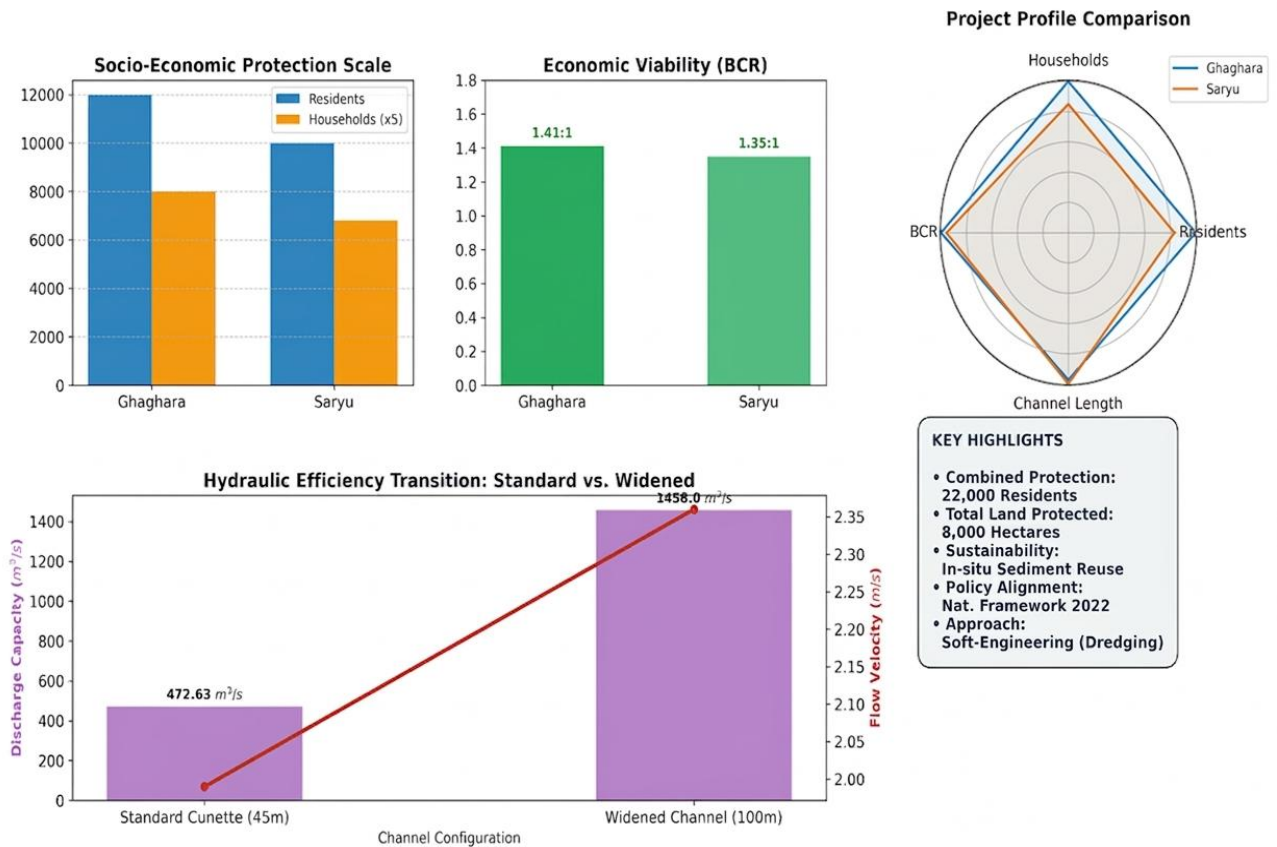 Socio-Economic Protection Scale
12000
10000
8000
6000
4000
2000
0
Residents
Households (x5)
Ghaghara
Saryu
Economic Viability (BCR)
1.8
1.6
1.4
1.2
1.0
0.8
0.6
0.4
0.2
0.0
1.41:1
1.35:1
Ghaghara
Saryu
Project Profile Comparison
Ghaghara
Saryu
Households
BCR
Residents
Channel Length
Hydraulic Efficiency Transition: Standard vs. Widened
Discharge Capacity (m³/s)
1400
1200
1000
800
600
400
200
0
472.63 m³/s
1458.0 m³/s
2.35
2.30
2.25
2.20
2.15
2.10
2.05
2.00
Flow Velocity (m/s)
Standard Cunette (45m)
Widened Channel (100m)
Channel Configuration
KEY HIGHLIGHTS
• Combined Protection:
22,000 Residents
• Total Land Protected:
8,000 Hectares
• Sustainability:
In-situ Sediment Reuse
• Policy Alignment:
Nat. Framework 2022
• Approach:
Soft-Engineering (Dredging)